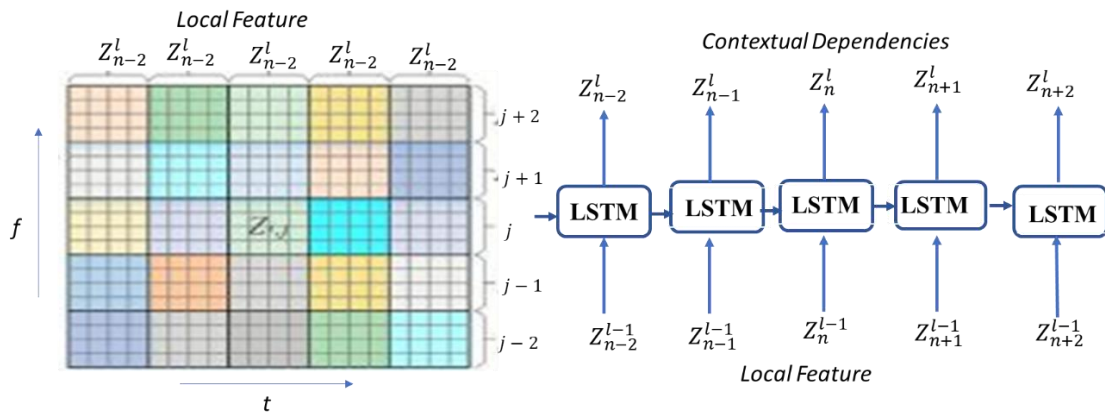 Local Feature
Z^l_{n-2} Z^l_{n-2} Z^l_{n-2} Z^l_{n-2} Z^l_{n-2}
j + 2
j + 1
j
j − 1
j − 2
f
t
Contextual Dependencies
Z^l_{n-2} Z^l_{n-1} Z^l_n Z^l_{n+1} Z^l_{n+2}
LSTM LSTM LSTM LSTM LSTM
Z^{l-1}_{n-2} Z^{l-1}_{n-1} Z^{l-1}_n Z^{l-1}_{n+1} Z^{l-1}_{n+2}
Local Feature